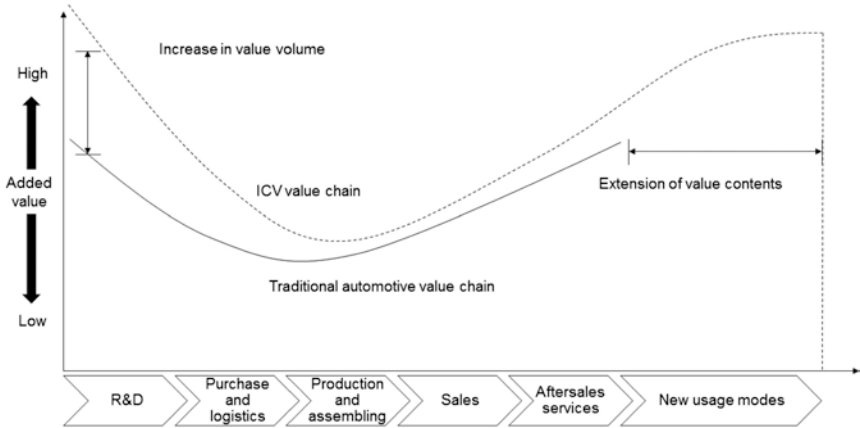 Increase in value volume
High
Added
value
Low
ICV value chain
Extension of value contents
Traditional automotive value chain
R&D
Purchase
and
logistics
Production
and
assembling
Sales
Aftersales
services
New usage modes